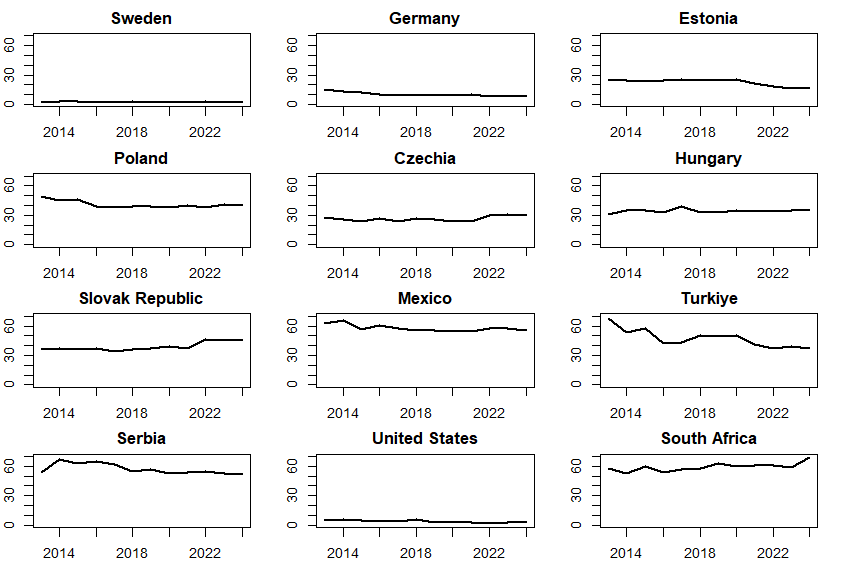 Sweden Germany Estonia
60 60 60
30 30 30
0 0 0
2014 2018 2022 2014 2018 2022 2014 2018 2022
Poland Czechia Hungary
60 60 60
30 30 30
0 0 0
2014 2018 2022 2014 2018 2022 2014 2018 2022
Slovak Republic Mexico Turkiye
60 60 60
30 30 30
0 0 0
2014 2018 2022 2014 2018 2022 2014 2018 2022
Serbia United States South Africa
60 60 60
30 30 30
0 0 0
2014 2018 2022 2014 2018 2022 2014 2018 2022